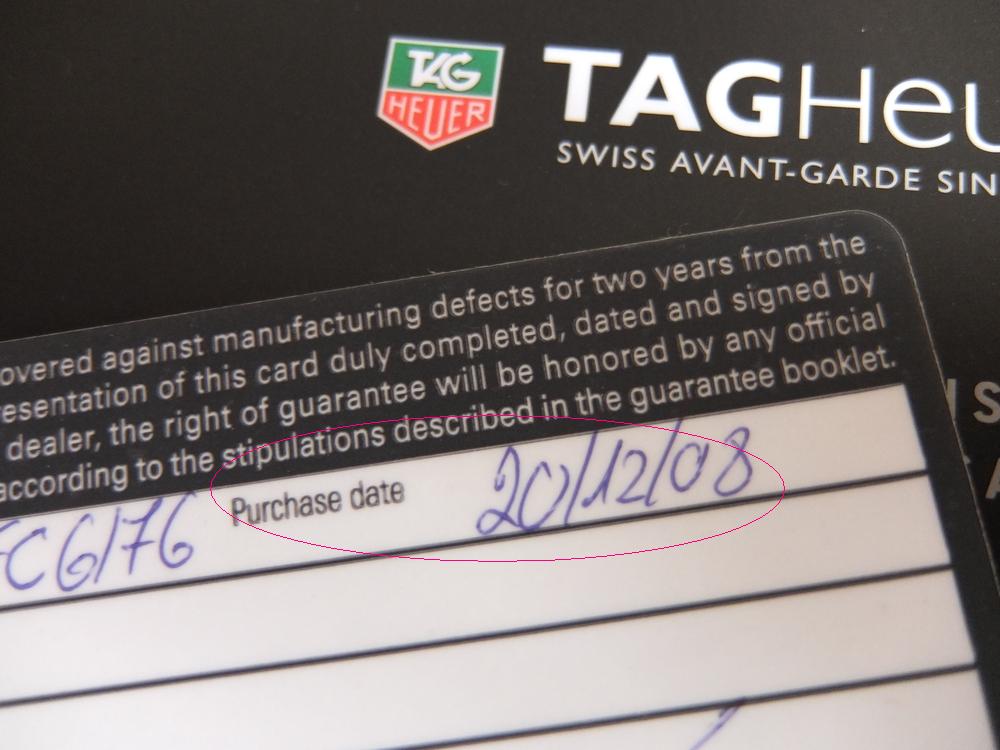 TAG
HEUER
TAGHeu
SWISS AVANT-GARDE SIN
overed against manufacturing defects for two years from the
esentation of this card duly completed, dated and signed by
dealer, the right of guarantee will be honored by any official
according to the stipulations described in the guarantee booklet.
FC6176 Purchase date 20/12/08
S
A